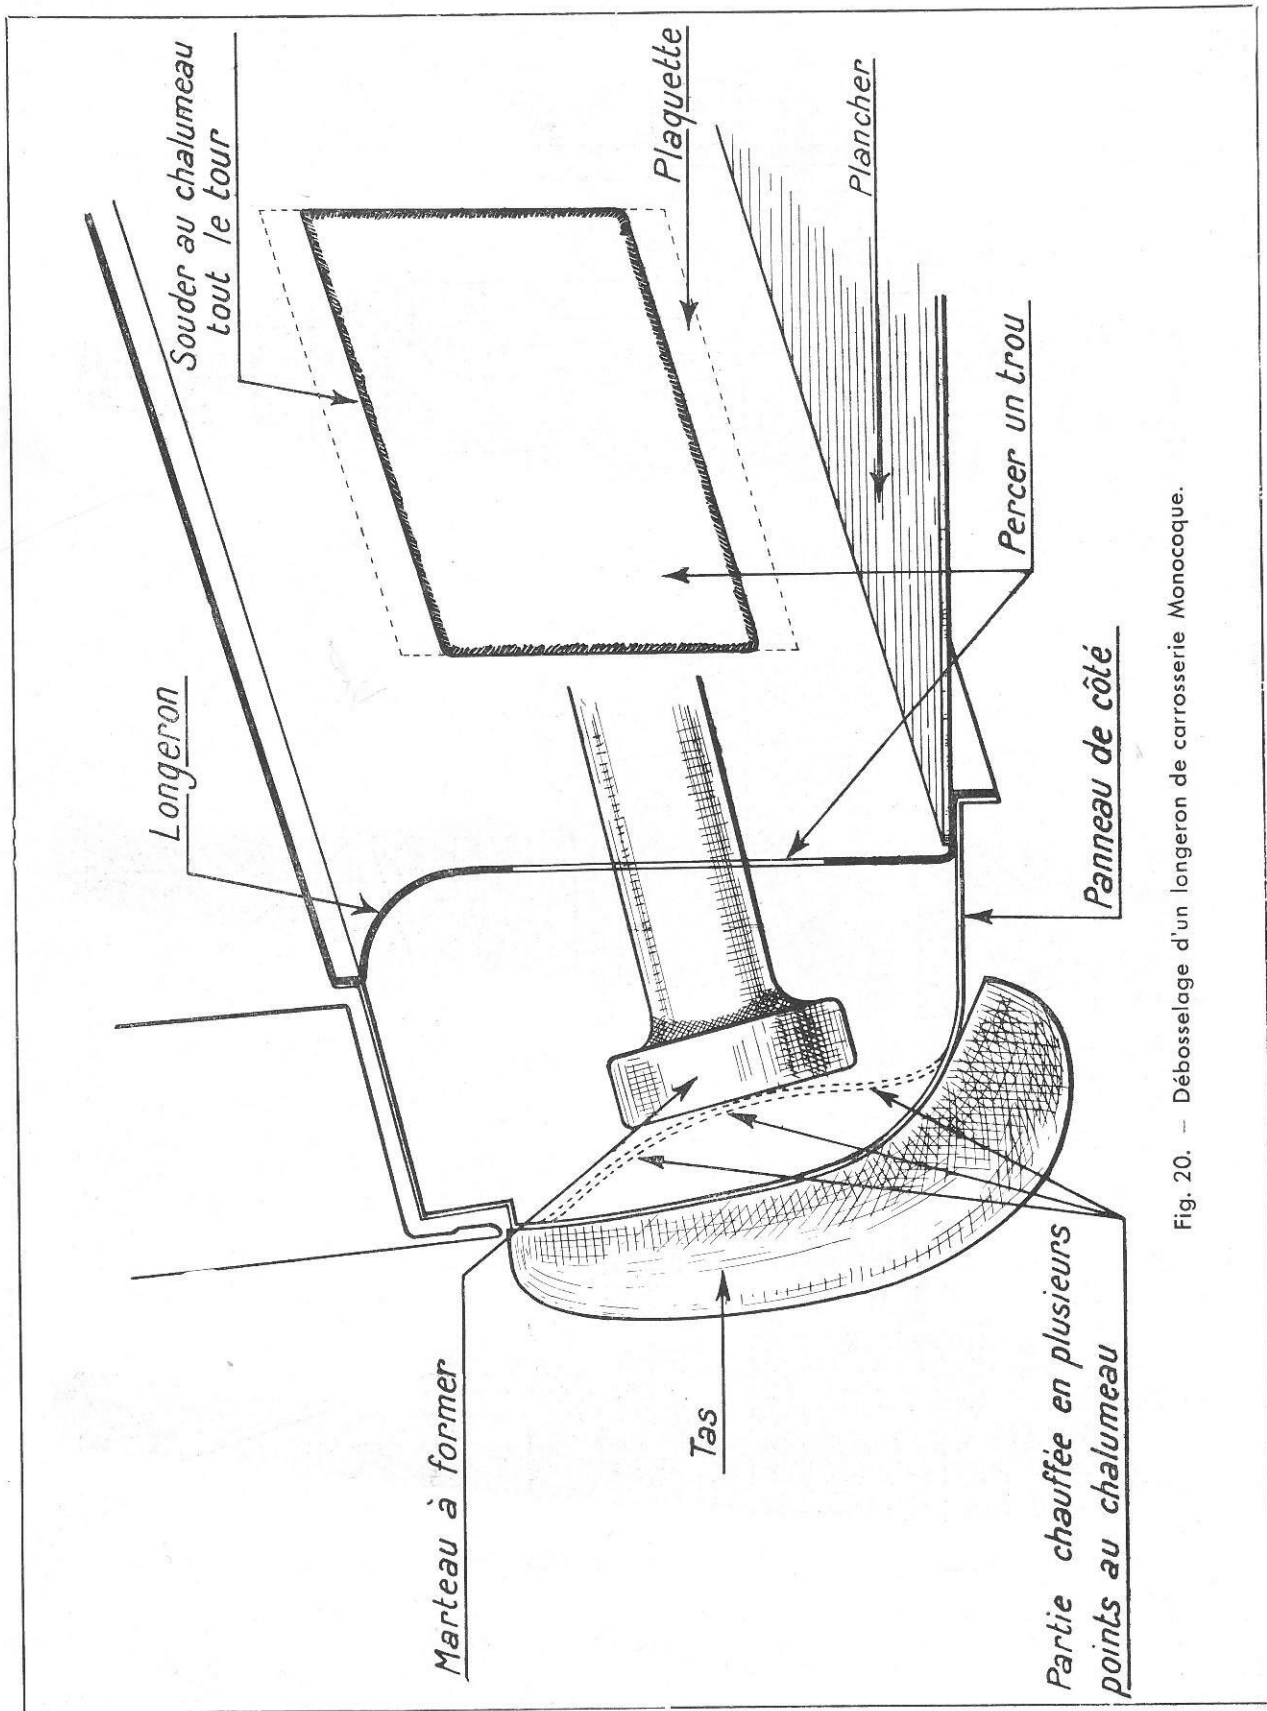 Souder au chalumeau
tout le tour
Longeron
Plaquette
Plancher
Marteau à former
Percer un trou
Tas
Panneau de côté
Partie chauffée en plusieurs
points au chalumeau
Fig. 20. — Débosselage d'un longeron de carrosserie Monocoque.